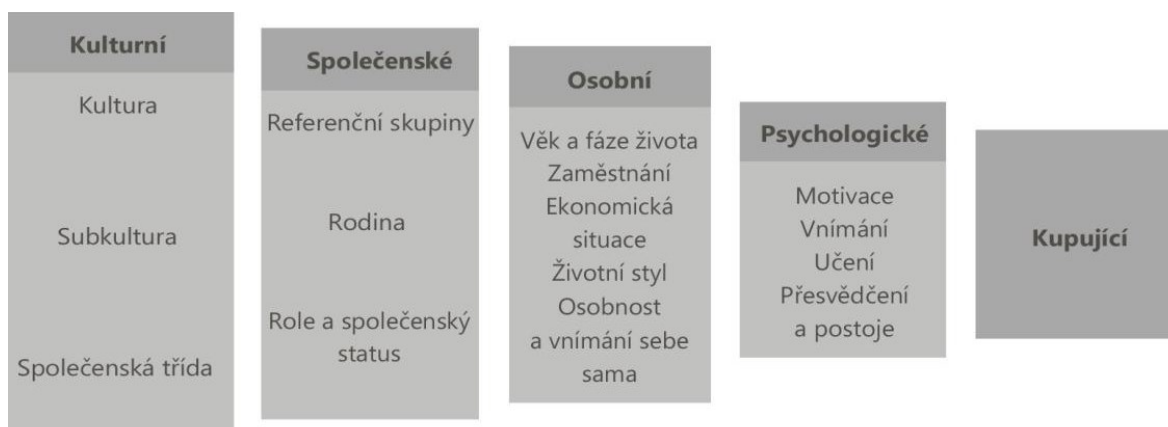 Kulturní
Kultura
Subkultura
Společenská třída
Společenské
Referenční skupiny
Rodina
Role a společenský
status
Osobní
Věk a fáze života
Zaměstnání
Ekonomická
situace
Životní styl
Osobnost
a vnímání sebe
sama
Psychologické
Motivace
Vnímání
Učení
Přesvědčení
a postoje
Kupující